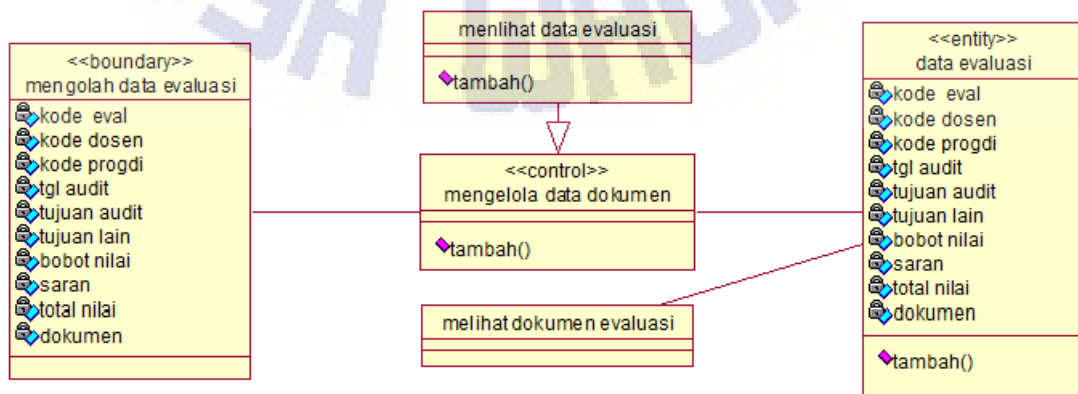 <<boundary>>
mengolah data evaluasi
kode eval
kode dosen
kode progdi
tgl audit
tujuan audit
tujuan lain
bobot nilai
saran
total nilai
dokumen
menlihat data evaluasi
tambah()
<<control>>
mengelola data dokumen
tambah()
melihat dokumen evaluasi
<<entity>>
data evaluasi
kode eval
kode dosen
kode progdi
tgl audit
tujuan audit
tujuan lain
bobot nilai
saran
total nilai
dokumen
tambah()